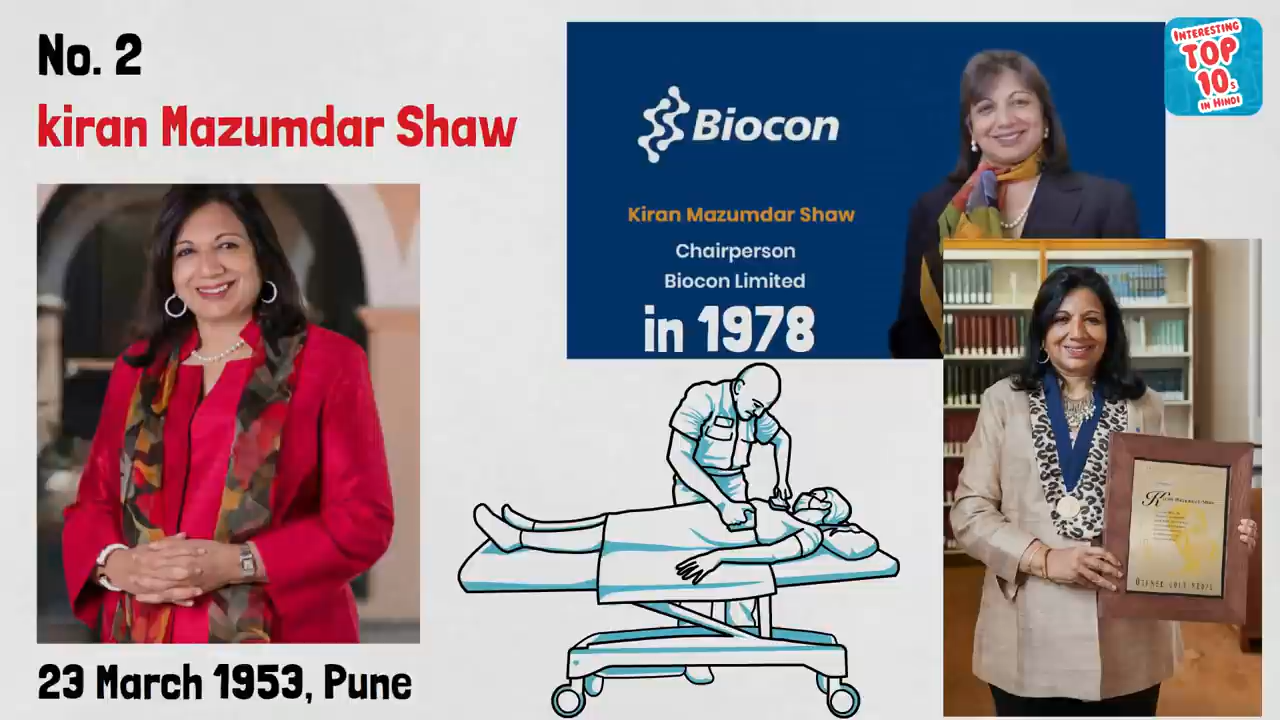 No. 2
kiran Mazumdar Shaw
23 March 1953, Pune
Biocon
Kiran Mazumdar Shaw
Chairperson
Biocon Limited
in 1978
INTERESTING
TOP
10s
IN HINDI